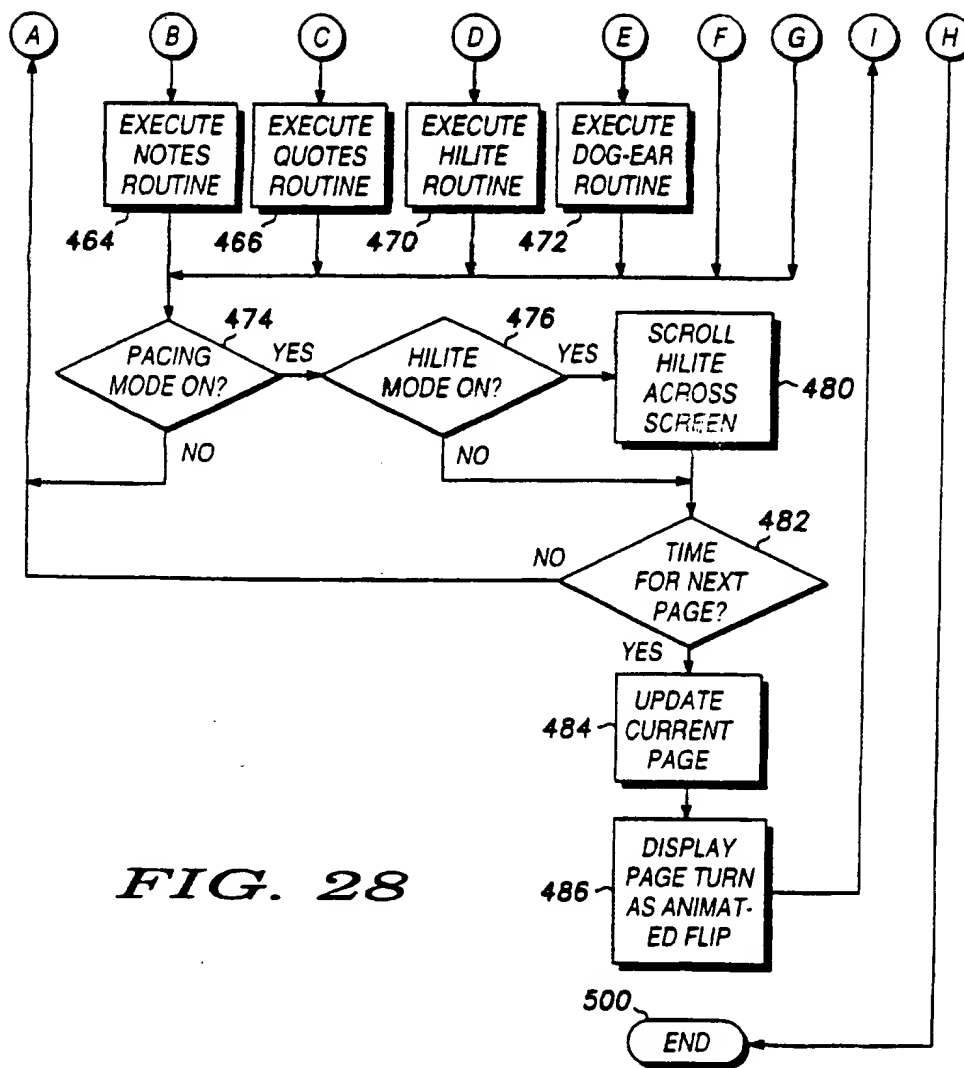 A B C D E F G I H
EXECUTE
NOTES
ROUTINE
464
EXECUTE
QUOTES
ROUTINE
466
EXECUTE
HILITE
ROUTINE
470
EXECUTE
DOG-EAR
ROUTINE
472
474
PACING
MODE ON?
YES
NO
476
HILITE
MODE ON?
YES
NO
SCROLL
HILITE
ACROSS
SCREEN
480
482
TIME
FOR NEXT
PAGE?
NO
YES
484
UPDATE
CURRENT
PAGE
486
DISPLAY
PAGE TURN
AS ANIMAT-
ED FLIP
FIG. 28
500
END